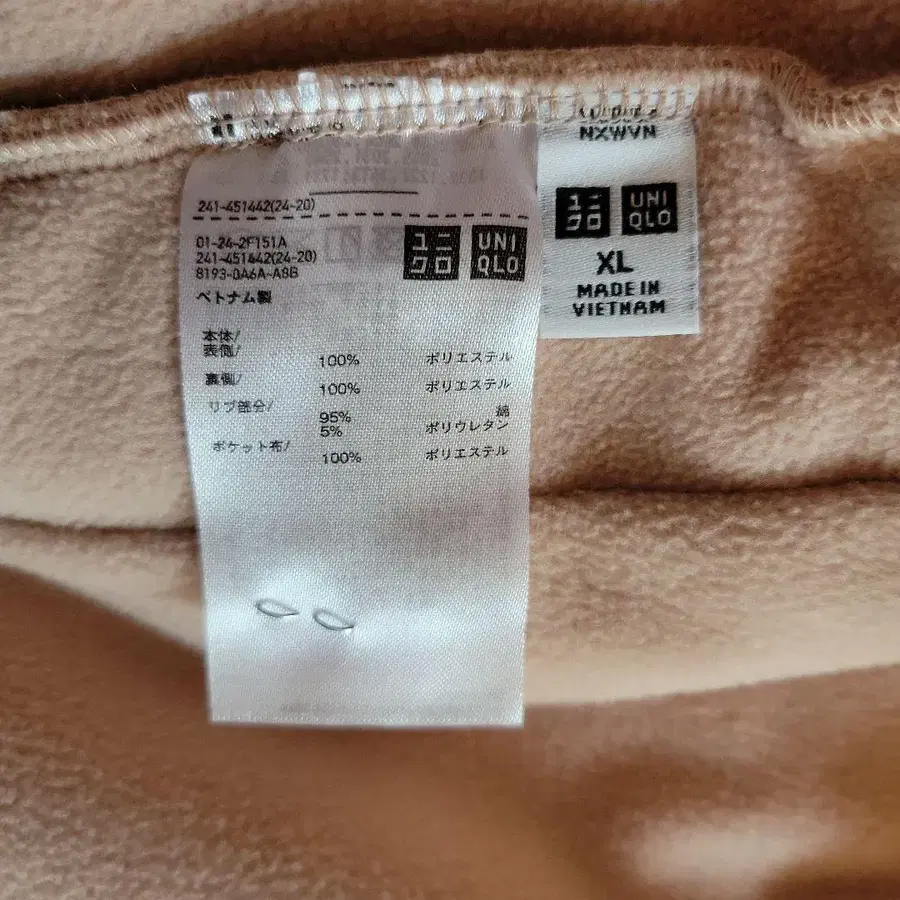 241-451442(24-20)
01-24-2F151A
241-451442(24-20)
8193-0A6A-A8B
ベトナム製
ユニ
クロ
UNI
QLO
本体/
表側/
100% ポリエステル
裏側/
100% ポリエステル
リブ部分/
95% 綿
5% ポリウレタン
ポケット布/
100% ポリエステル
NXWVN
ユニ
クロ
UNI
QLO
XL
MADE IN
VIETNAM